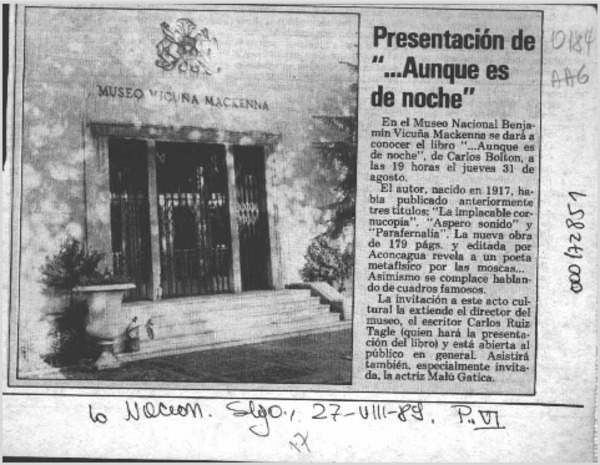 MUSEO VICUÑA MACKENNA
Presentación de
“...Aunque es
de noche”
En el Museo Nacional Benja-
mín Vicuña Mackenna se dará a
conocer el libro “...Aunque es
de noche”, de Carlos Bolton, a
las 19 horas el jueves 31 de
agosto.
El autor, nacido en 1917, ha-
bía publicado anteriormente
tres títulos: “La implacable cor-
nucopia”, “Aspero sonido” y
“Parafernalia”. La nueva obra
de 179 págs. y editada por
Aconcagua revela a un poeta
metafísico por las moscas...
Asimismo se complace hablan-
do de cuadros famosos.
La invitación a este acto cul-
tural la extiende el director del
museo, el escritor Carlos Ruiz
Tagle (quien hará la presenta-
ción del libro) y está abierta al
público en general. Asistirá
también, especialmente invita-
da, la actriz Malú Gatica.
0184
AAG
000142851
La Nacion. Stgo., 27-VIII-89. P. VI